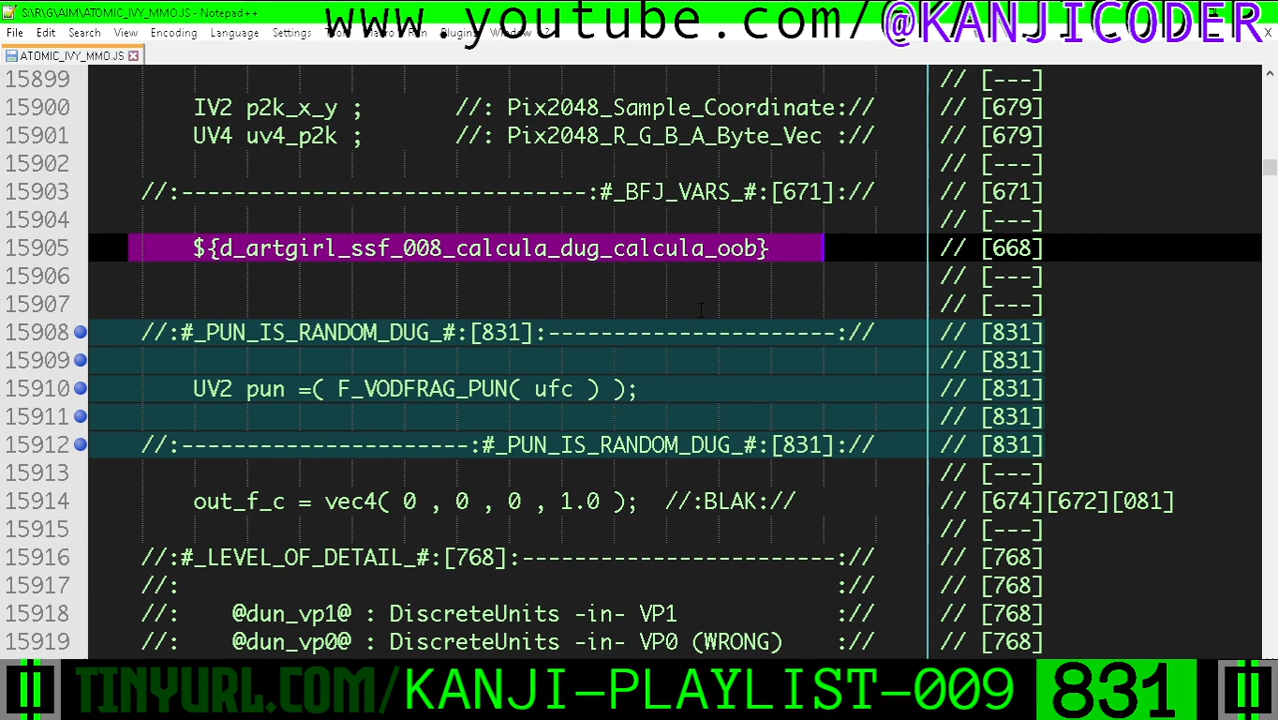 S:\R\G\AIM\ATOMIC_IVY_MMO.JS - Notepad++
www.youtube.com/@KANJICODER
File Edit Search View Encoding Language Settings Tools Macro Run Plugins Window ? X
ATOMIC_IVY_MMO.JS
15899 // [---]
15900 IV2 p2k_x_y ; //: Pix2048_Sample_Coordinate:// // [679]
15901 UV4 uv4_p2k ; //: Pix2048_R_G_B_A_Byte_Vec :// // [679]
15902 // [---]
15903 //:-------------------------------:#_BFJ_VARS_#:[671]:// // [671]
15904 // [---]
15905 ${d_artgirl_ssf_008_calcula_dug_calcula_oob} // [668]
15906 // [---]
15907 // [---]
15908 //:#_PUN_IS_RANDOM_DUG_#:[831]:----------------------:// // [831]
15909 // [831]
15910 UV2 pun =( F_VODFRAG_PUN( ufc ) ); // [831]
15911 // [831]
15912 //:----------------------:#_PUN_IS_RANDOM_DUG_#:[831]:// // [831]
15913 // [---]
15914 out_f_c = vec4( 0 , 0 , 0 , 1.0 ); //:BLAK:// // [674][672][081]
15915 // [---]
15916 //:#_LEVEL_OF_DETAIL_#:[768]:------------------------:// // [768]
15917 //: :// // [768]
15918 //: @dun_vp1@ : DiscreteUnits -in- VP1 :// // [768]
15919 //: @dun_vp0@ : DiscreteUnits -in- VP0 (WRONG) :// // [768]
TINYURL.COM/KANJI-PLAYLIST-009 831